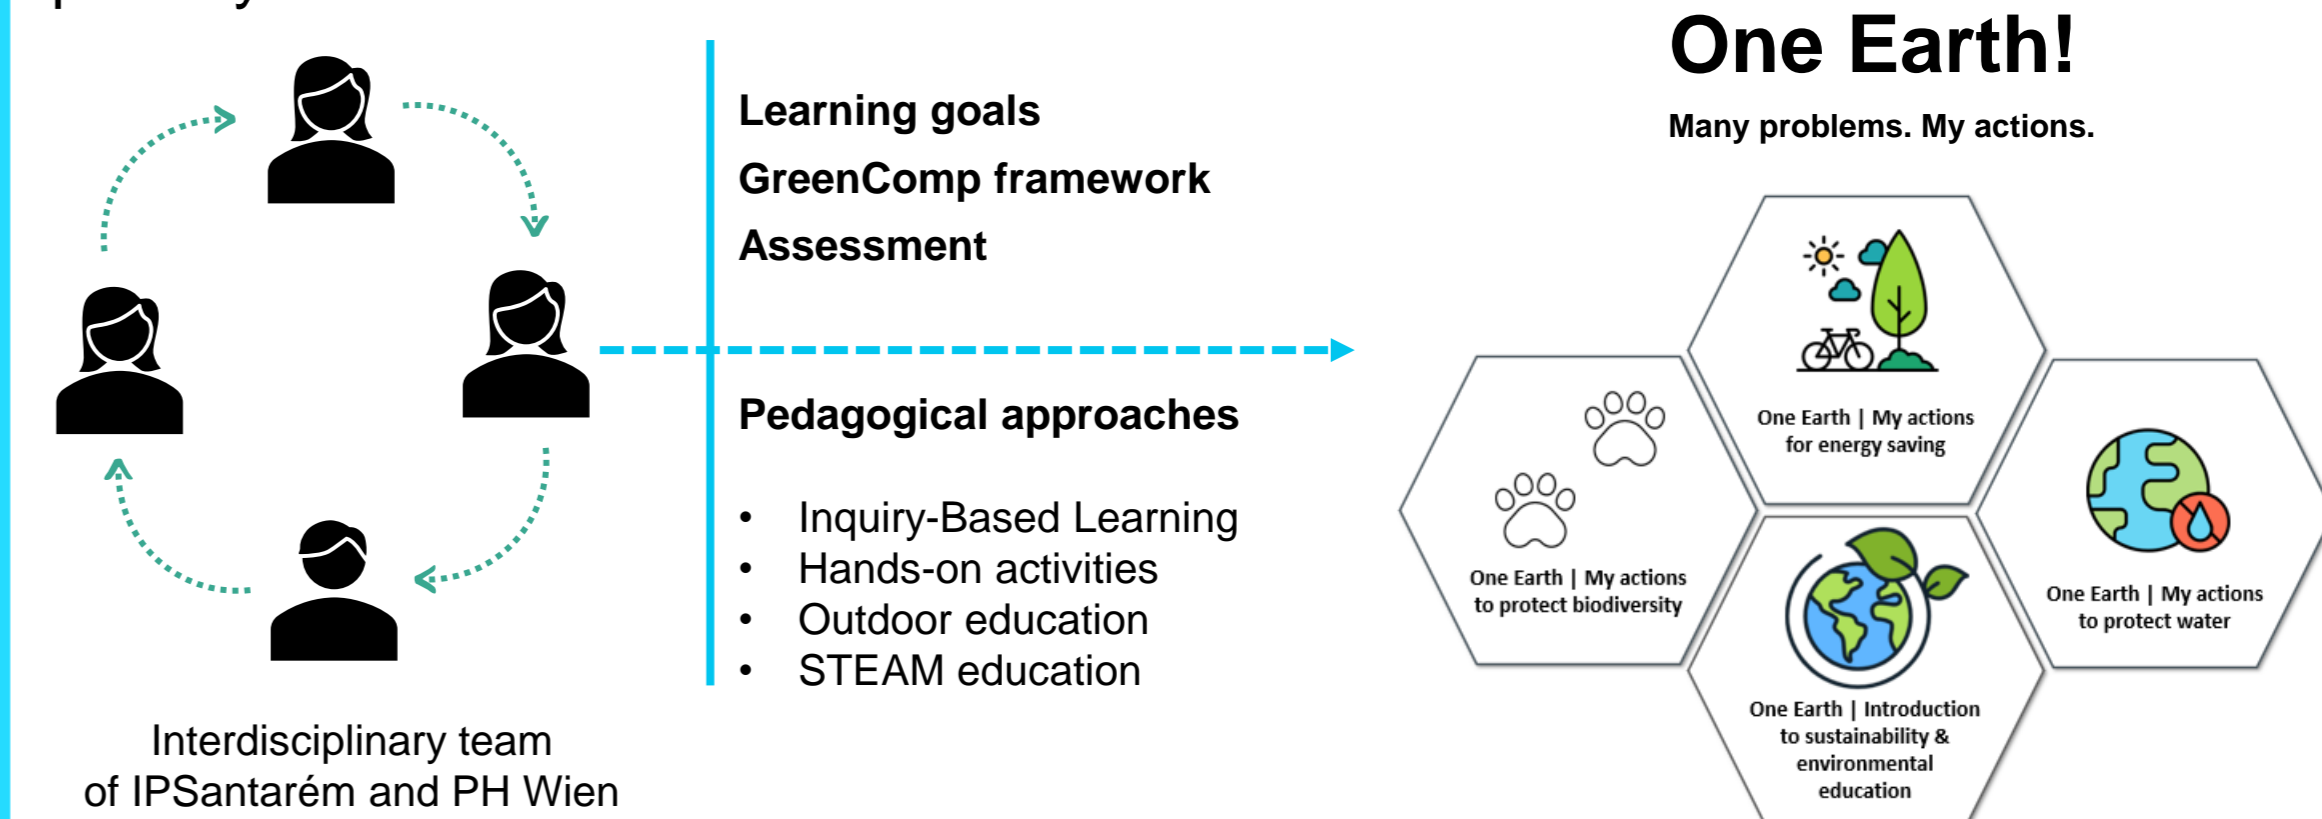 Interdisciplinary team
of IPSantarém and PH Wien
Learning goals
GreenComp framework
Assessment
Pedagogical approaches
• Inquiry-Based Learning
• Hands-on activities
• Outdoor education
• STEAM education
One Earth!
Many problems. My actions.
One Earth | My actions
for energy saving
One Earth | My actions
to protect biodiversity
One Earth | My actions
to protect water
One Earth | Introduction
to sustainability &
environmental
education